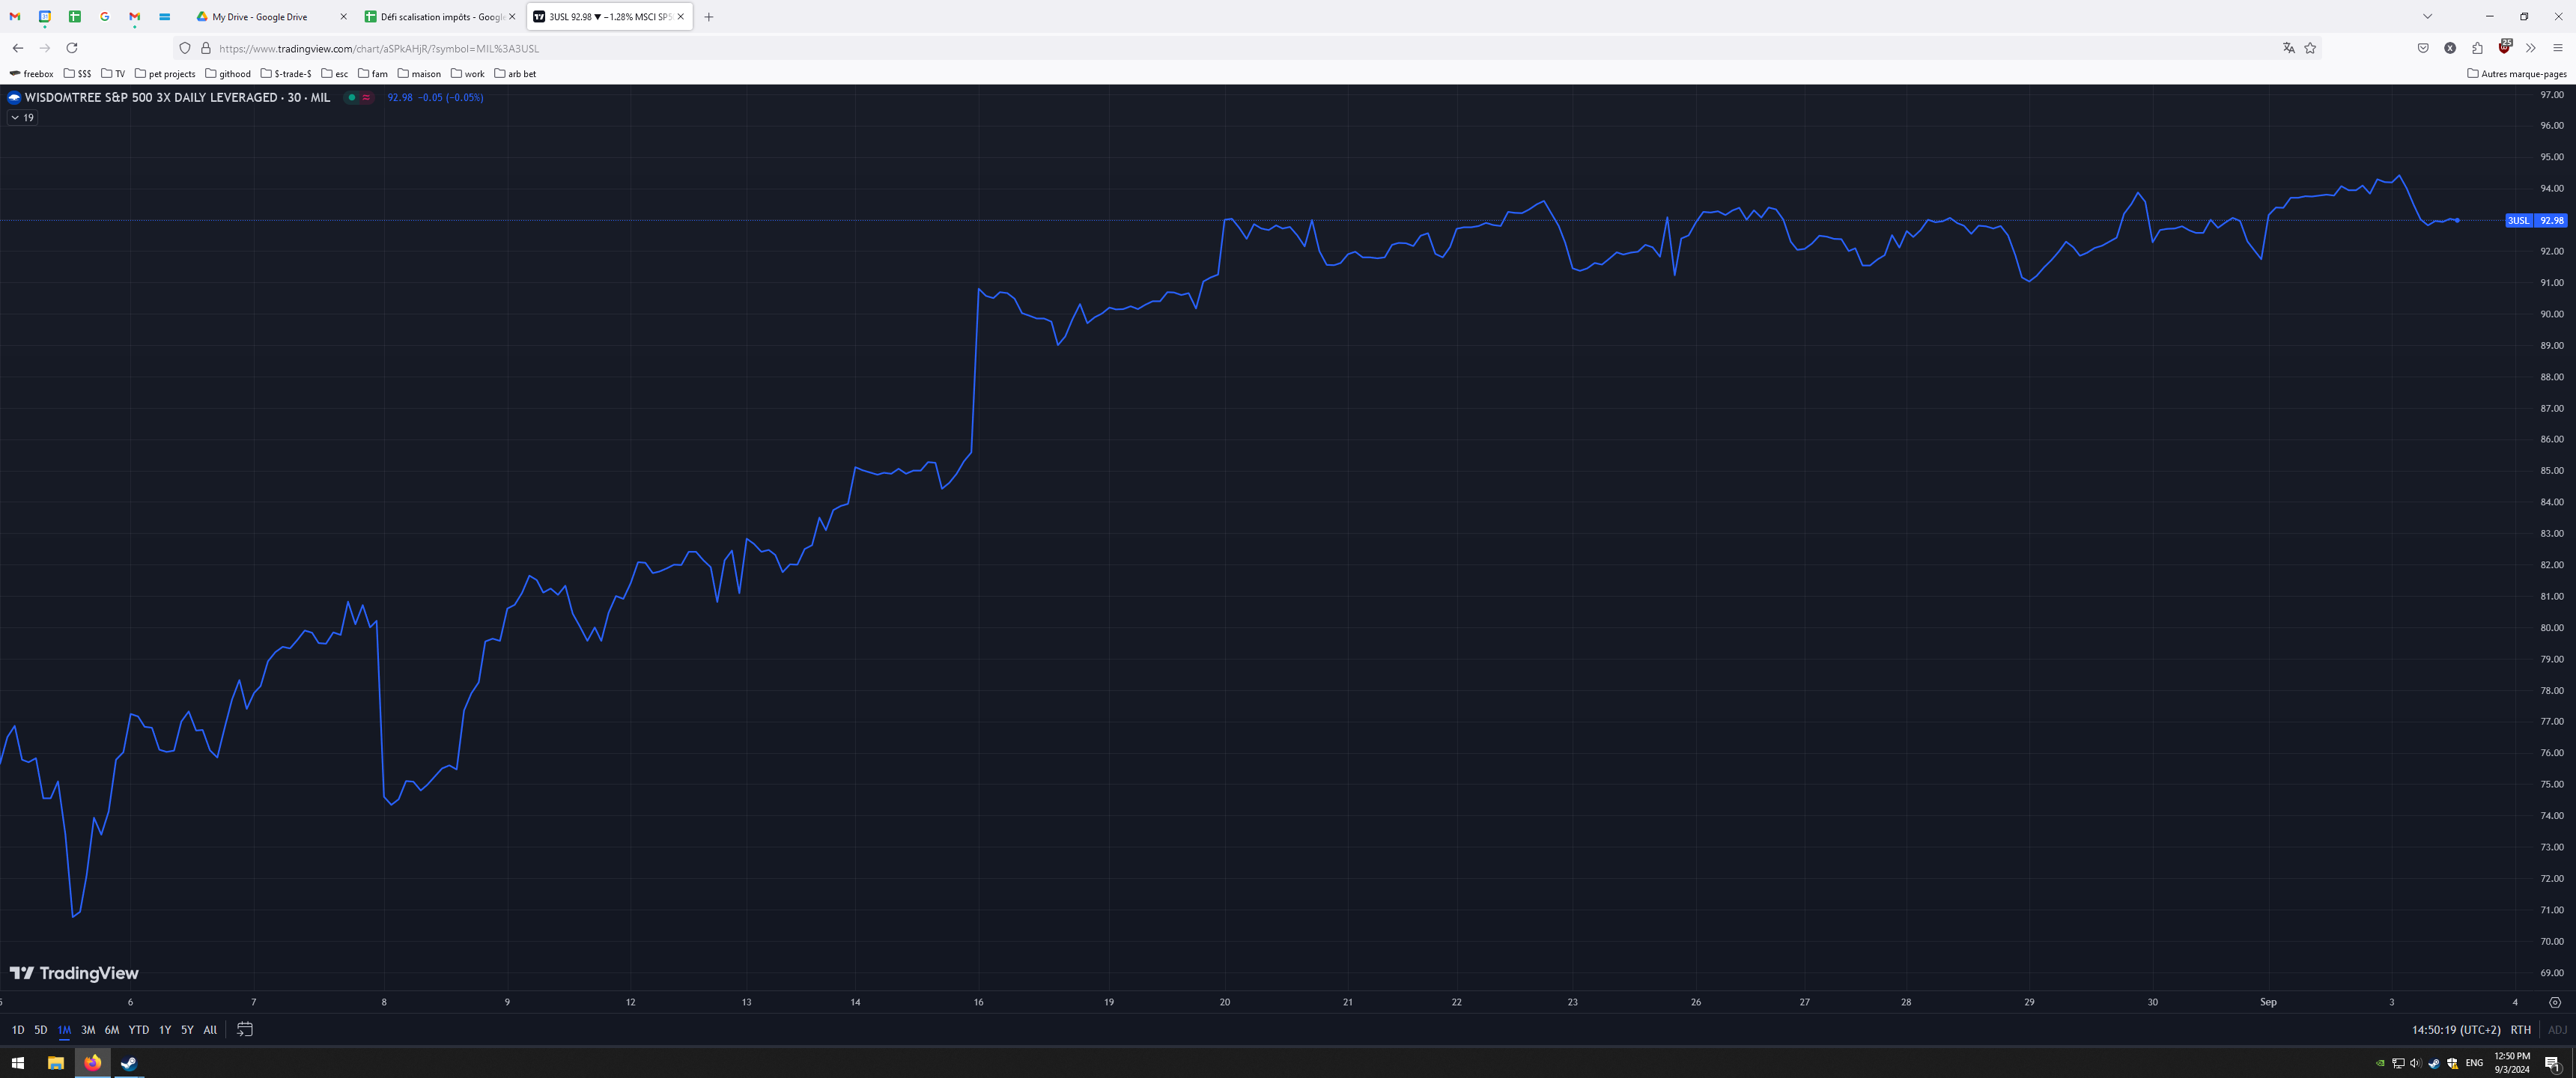 My Drive - Google Drive
Défi scalisation impôts - Google
3USL 92.98 ▼ −1.28% MSCI SP5
https://www.tradingview.com/chart/aSPkAHjR/?symbol=MIL%3A3USL
25
freebox $$$ TV pet projects githood $-trade-$ esc fam maison work arb bet Autres marque-pages
WISDOMTREE S&P 500 3X DAILY LEVERAGED · 30 · MIL 92.98 −0.05 (−0.05%)
19
97.00
96.00
95.00
94.00
3USL 92.98
92.00
91.00
90.00
89.00
88.00
87.00
86.00
85.00
84.00
83.00
82.00
81.00
80.00
79.00
78.00
77.00
76.00
75.00
74.00
73.00
72.00
71.00
70.00
69.00
TradingView
5 6 7 8 9 12 13 14 16 19 20 21 22 23 26 27 28 29 30 Sep 3 4
1D 5D 1M 3M 6M YTD 1Y 5Y All 14:50:19 (UTC+2) RTH ADJ
ENG 12:50 PM
9/3/2024
1